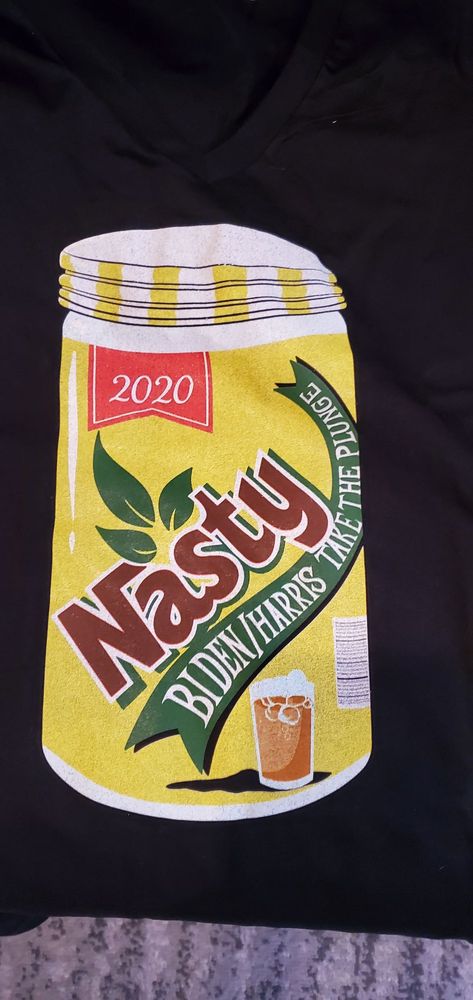 2020
Nasty
BIDEN/HARRIS TAKE THE PLUNGE